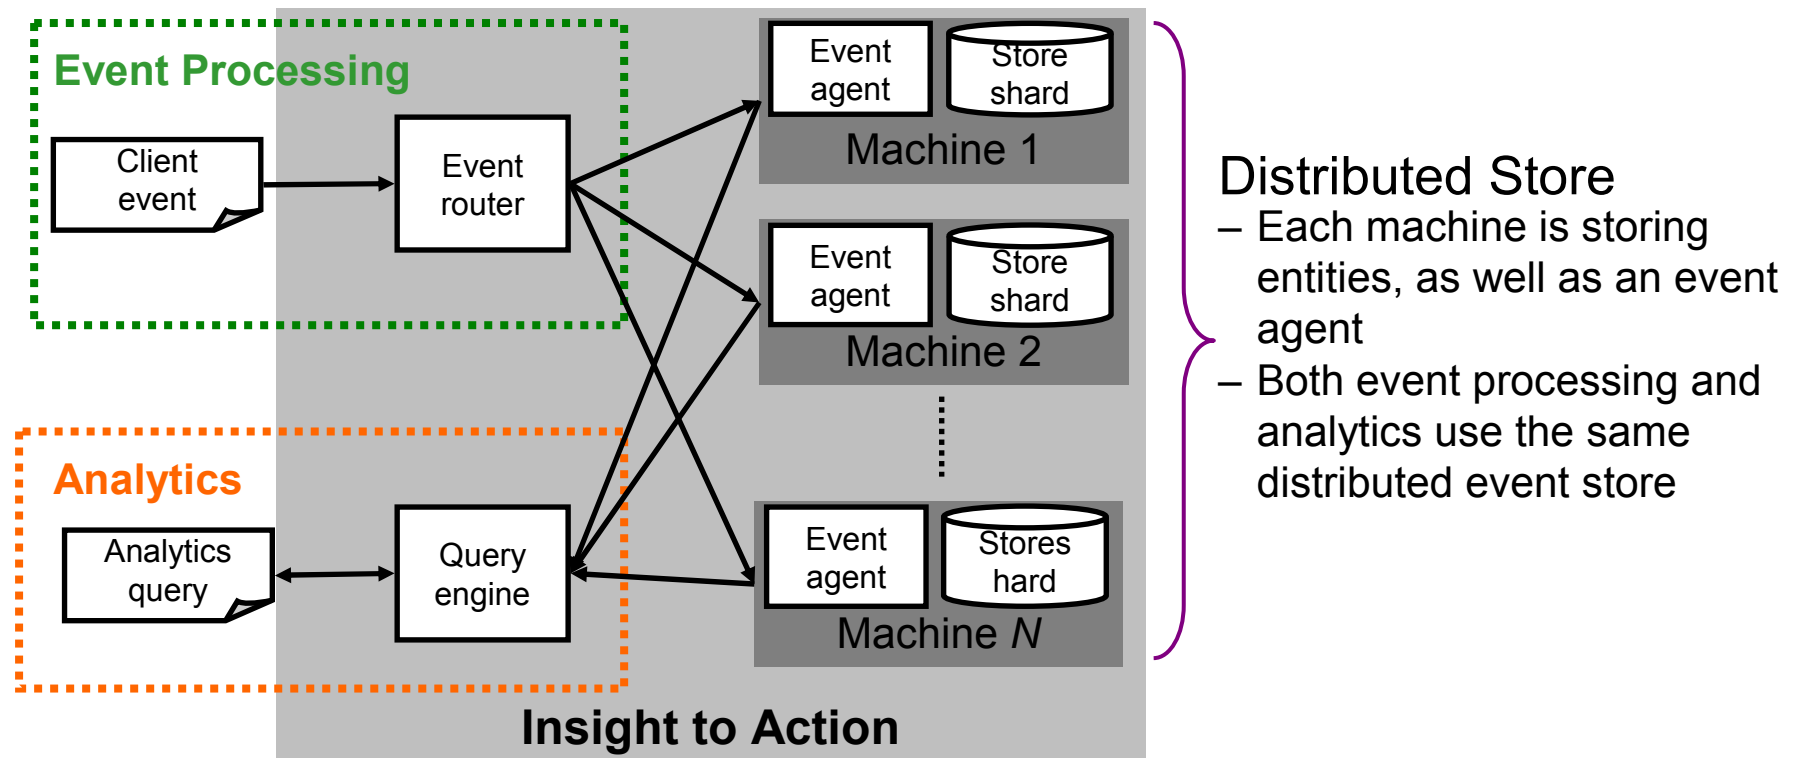 Event Processing
Client
event
Event
router
Analytics
Analytics
query
Query
engine
Event
agent
Store
shard
Machine 1
Event
agent
Store
shard
Machine 2
Event
agent
Stores
hard
Machine N
Insight to Action
Distributed Store
– Each machine is storing
entities, as well as an event
agent
– Both event processing and
analytics use the same
distributed event store